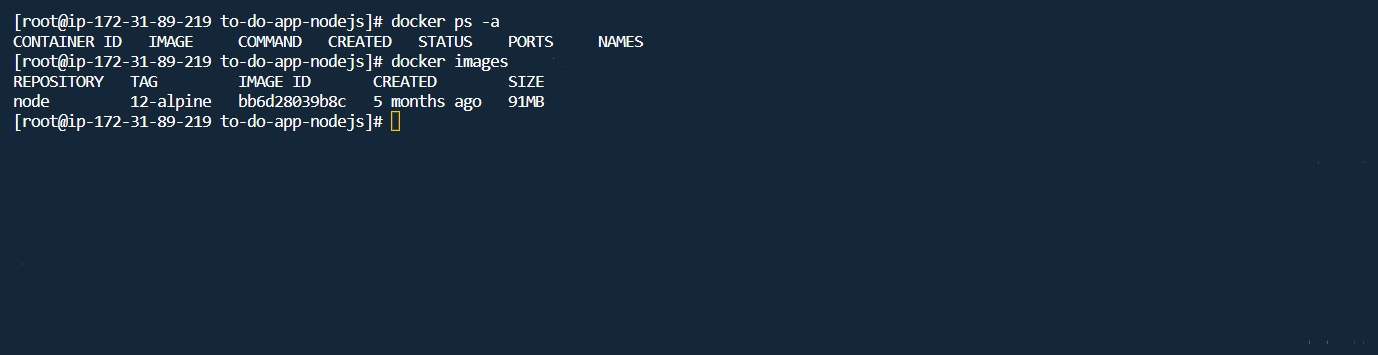 [root@ip-172-31-89-219 to-do-app-nodejs]# docker ps -a
CONTAINER ID   IMAGE     COMMAND   CREATED   STATUS    PORTS     NAMES
[root@ip-172-31-89-219 to-do-app-nodejs]# docker images
REPOSITORY   TAG         IMAGE ID       CREATED        SIZE
node         12-alpine   bb6d28039b8c   5 months ago   91MB
[root@ip-172-31-89-219 to-do-app-nodejs]#